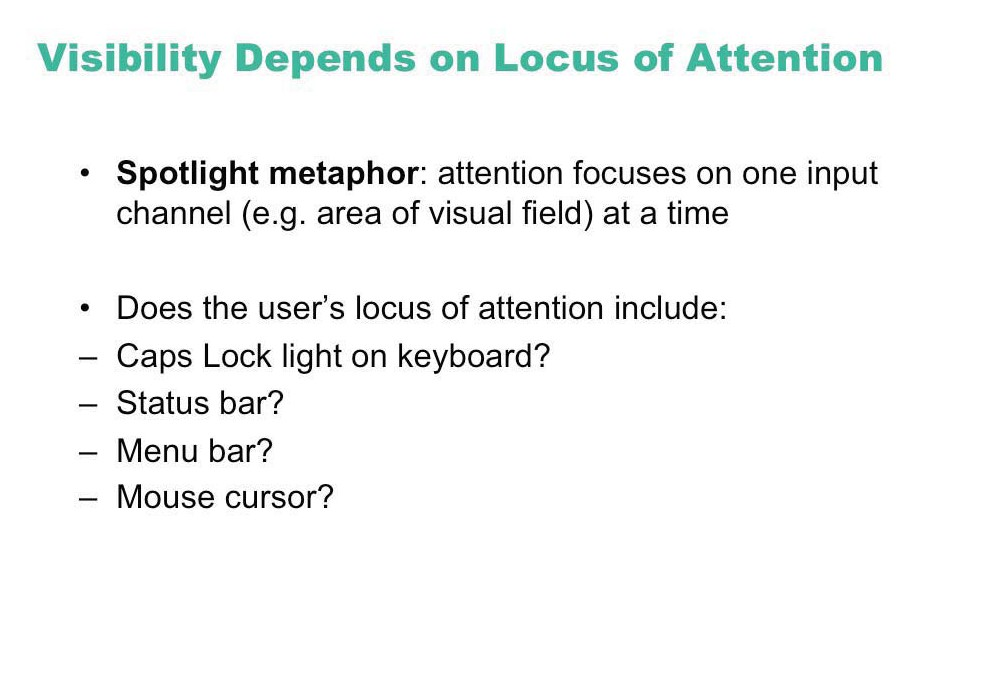 Visibility Depends on Locus of Attention
• Spotlight metaphor: attention focuses on one input
channel (e.g. area of visual field) at a time
• Does the user’s locus of attention include:
– Caps Lock light on keyboard?
– Status bar?
– Menu bar?
– Mouse cursor?